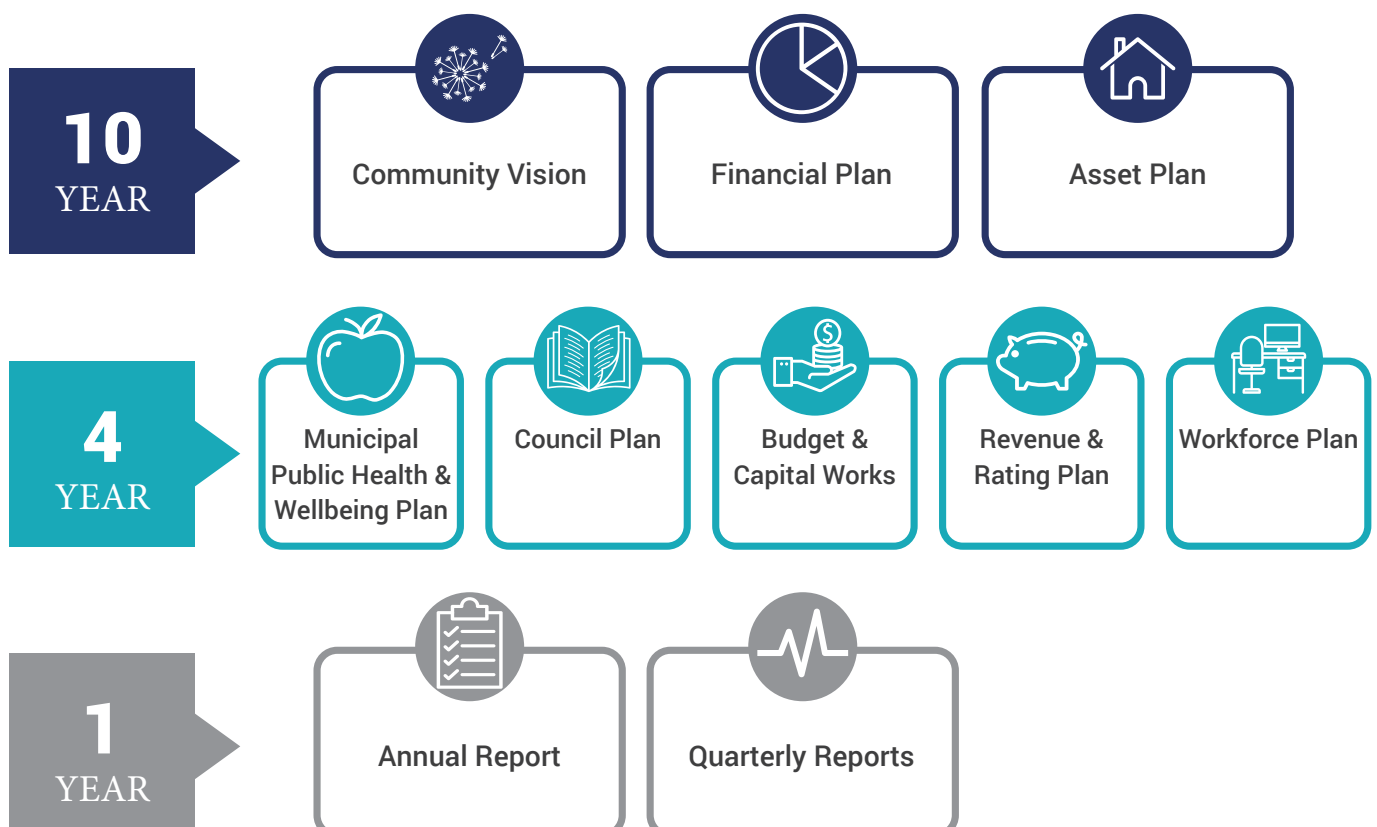 10
YEAR
Community Vision
Financial Plan
Asset Plan
4
YEAR
Municipal
Public Health &
Wellbeing Plan
Council Plan
$
Budget &
Capital Works
Revenue &
Rating Plan
Workforce Plan
1
YEAR
Annual Report
Quarterly Reports